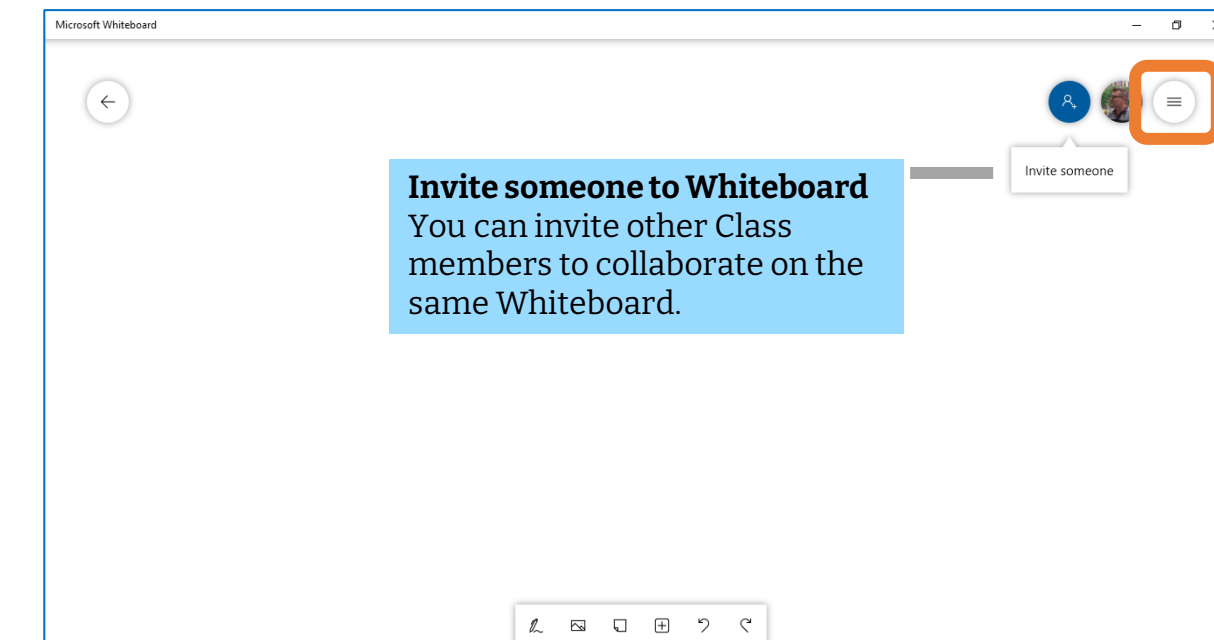 Microsoft Whiteboard
Invite someone
Invite someone to Whiteboard
You can invite other Class
members to collaborate on the
same Whiteboard.